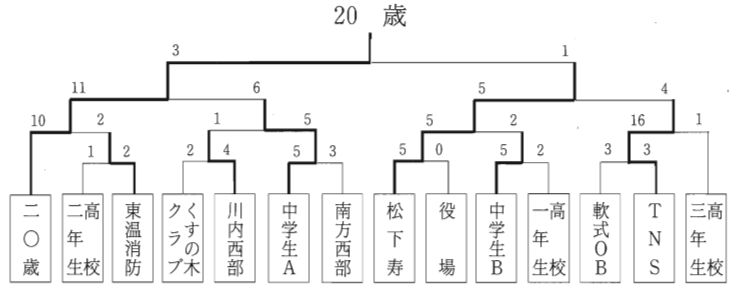 20 歳
3 1
11 6 5 4
10 2 1 5 5 2 16 1
1 2 2 4 5 3 5 0 5 2 3 3
二〇歳
高校二年生
東温消防
くすの木クラブ
川内西部
中学生A
南方西部
松下寿
役場
中学生B
高校一年生
軟式OB
TNS
高校三年生